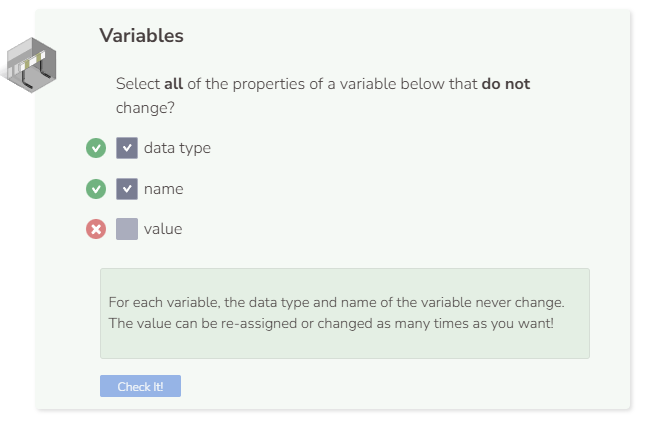 Variables
Select all of the properties of a variable below that do not
change?
data type
name
value
For each variable, the data type and name of the variable never change.
The value can be re-assigned or changed as many times as you want!
Check It!